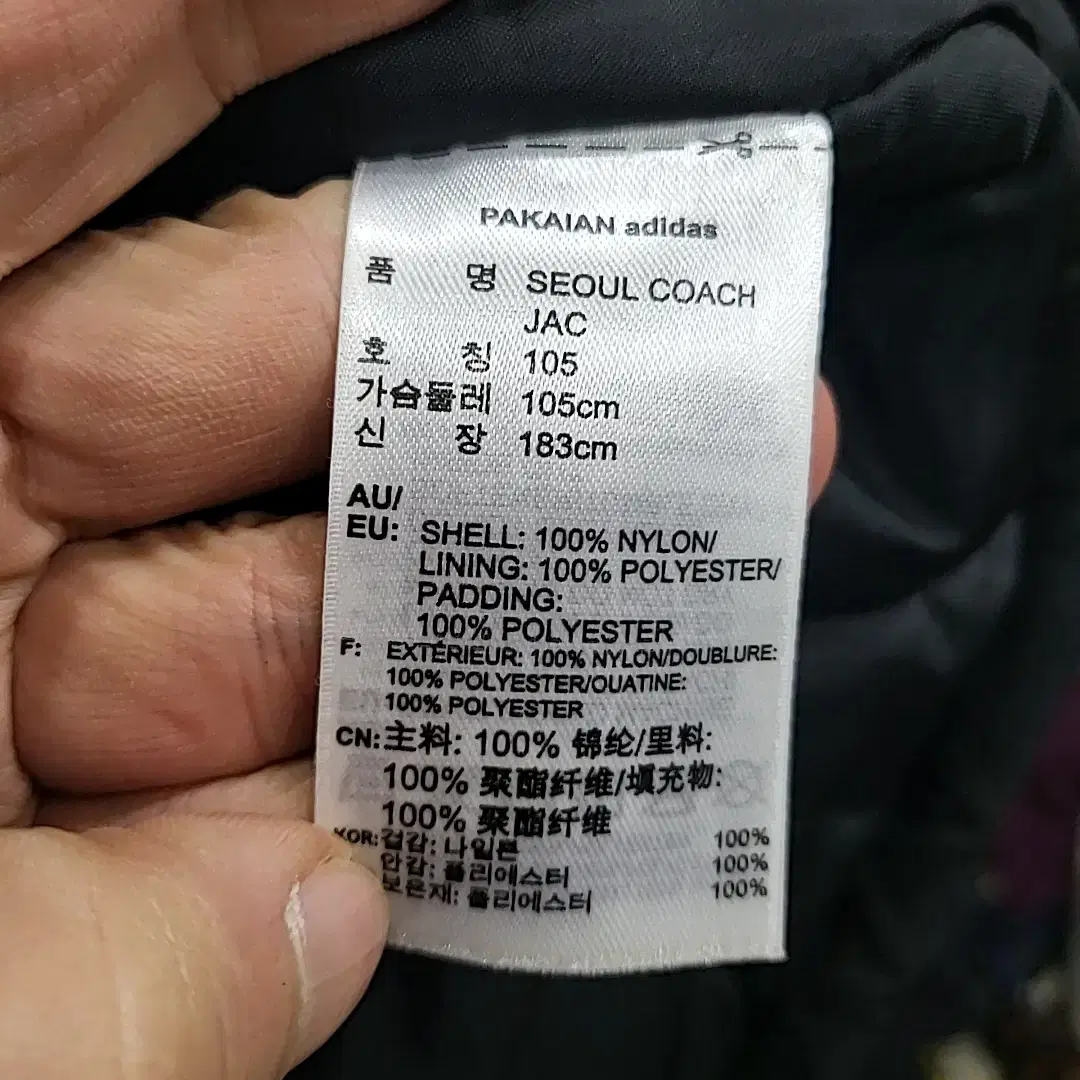 PAKAIAN adidas
품 명 SEOUL COACH
JAC
호 칭 105
가슴둘레 105cm
신 장 183cm
AU/
EU: SHELL: 100% NYLON/
LINING: 100% POLYESTER/
PADDING:
100% POLYESTER
F: EXTÉRIEUR: 100% NYLON/DOUBLURE:
100% POLYESTER/OUATINE:
100% POLYESTER
CN: 主料: 100% 锦纶/里料:
100% 聚酯纤维/填充物:
100% 聚酯纤维
KOR: 겉감: 나일론 100%
안감: 폴리에스터 100%
보온재: 폴리에스터 100%